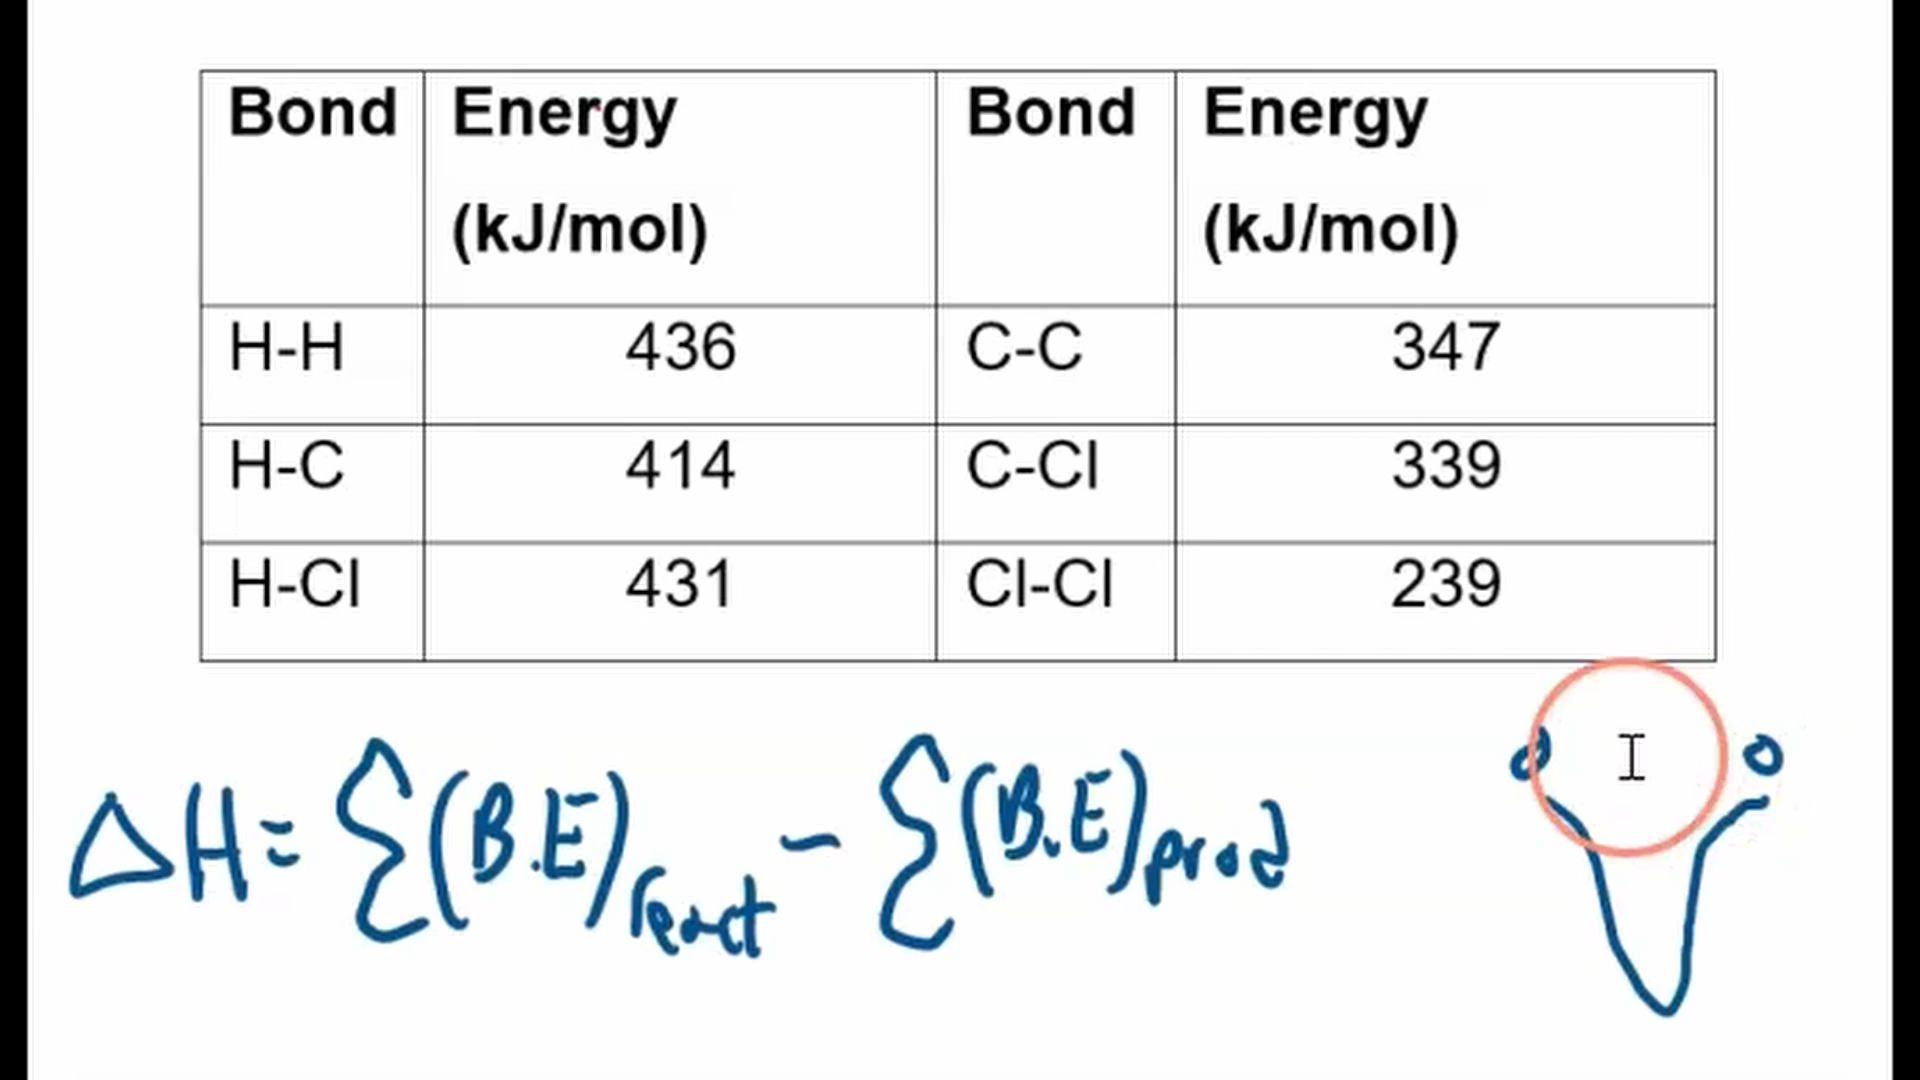 Bond Energy (kJ/mol) Bond Energy (kJ/mol)
H-H 436 C-C 347
H-C 414 C-Cl 339
H-Cl 431 Cl-Cl 239
ΔH = Σ(B.E)react - Σ(B.E)prod